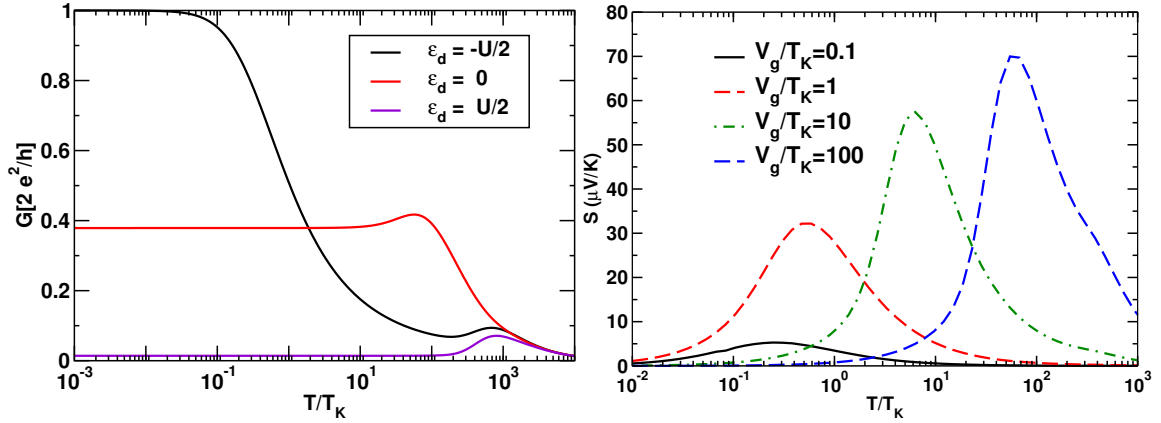 1
0.8
0.6
0.4
0.2
0
G[2 e²/h]
ε_d = -U/2
ε_d = 0
ε_d = U/2
10⁻³ 10⁻¹ 10¹ 10³
T/T_K
80
70
60
50
40
30
20
10
0
S (μV/K)
V_g/T_K=0.1
V_g/T_K=1
V_g/T_K=10
V_g/T_K=100
10⁻² 10⁻¹ 10⁰ 10¹ 10² 10³
T/T_K